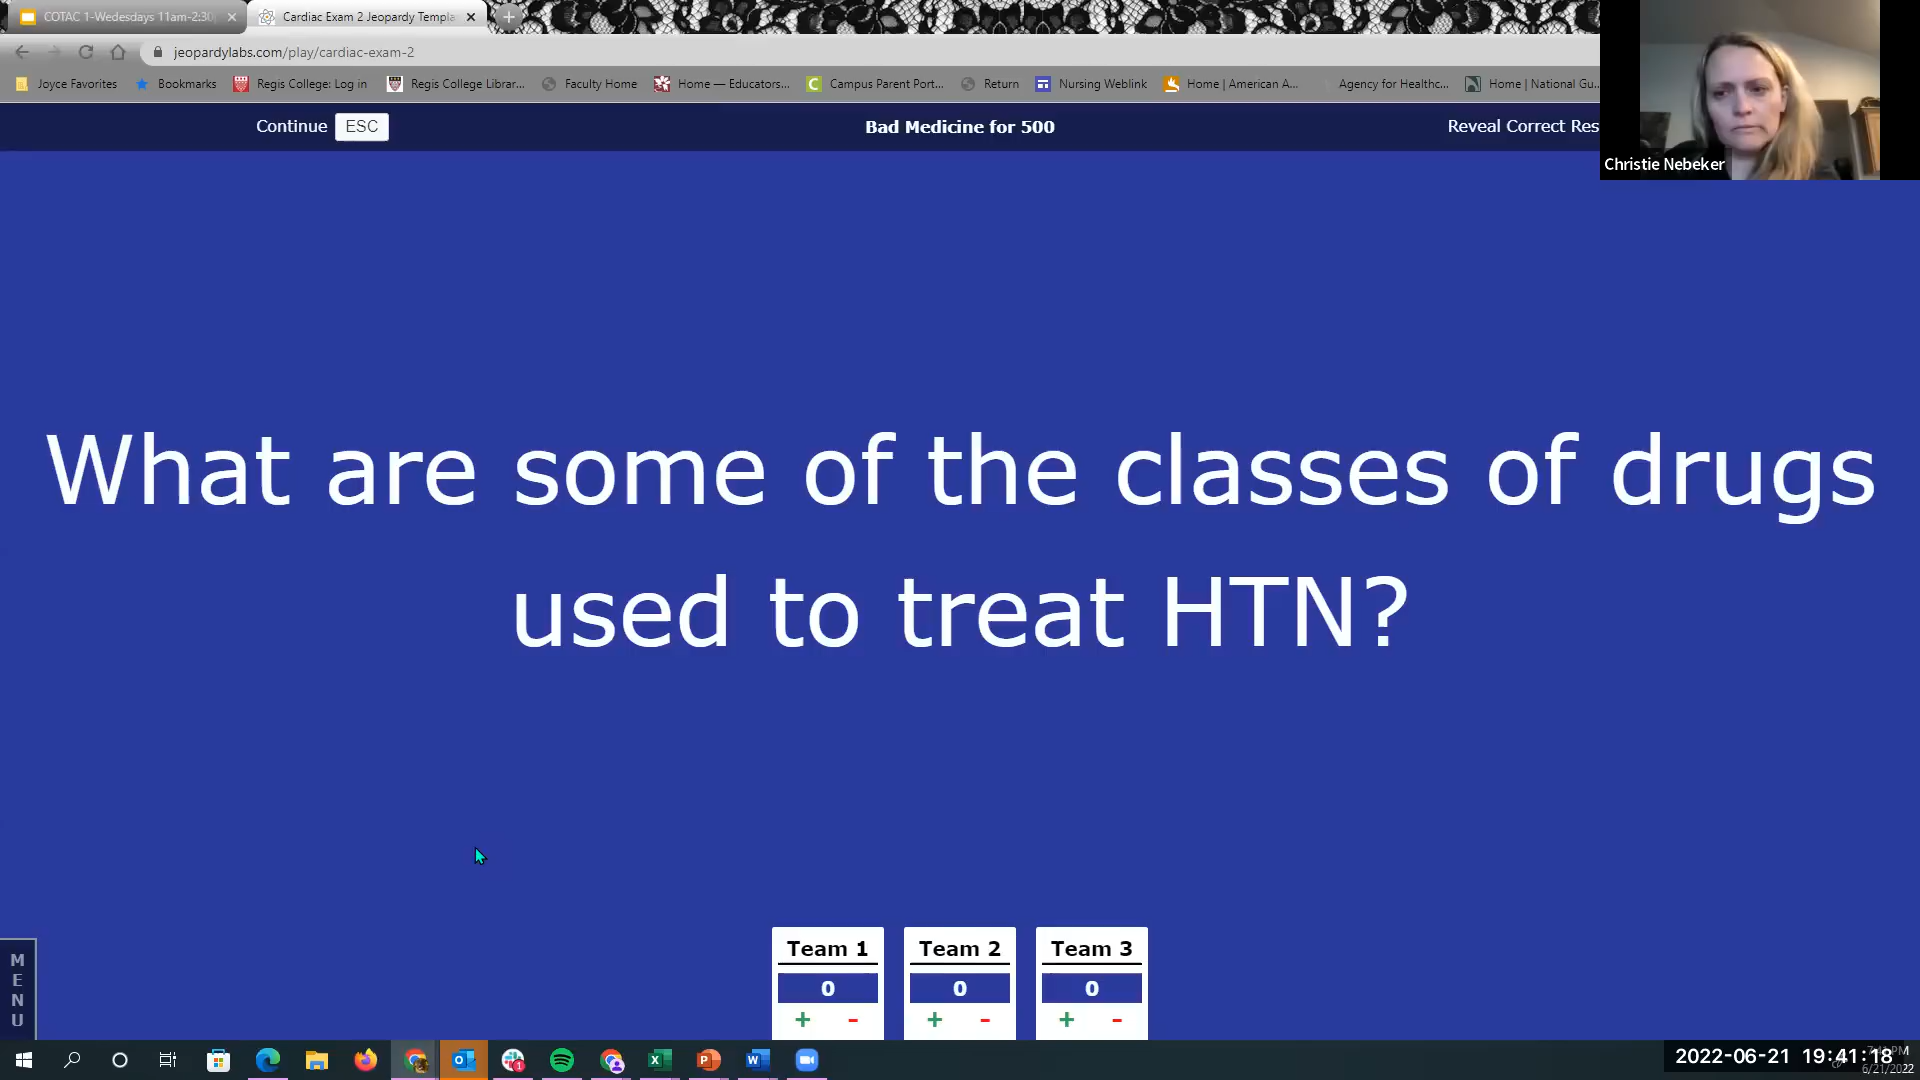 COTAC 1-Wedesdays 11am-2:30
Cardiac Exam 2 Jeopardy Templa
jeopardylabs.com/play/cardiac-exam-2
Joyce Favorites
Bookmarks
Regis College: Log in
Regis College Librar...
Faculty Home
Home — Educators...
Campus Parent Port...
Return
Nursing Weblink
Home | American A...
Agency for Healthc...
Home | National Gu...
Continue ESC
Bad Medicine for 500
Reveal Correct Res
Christie Nebeker
What are some of the classes of drugs
used to treat HTN?
MENU
Team 1
0
+ -
Team 2
0
+ -
Team 3
0
+ -
2022-06-21 19:41:18
6/21/2022